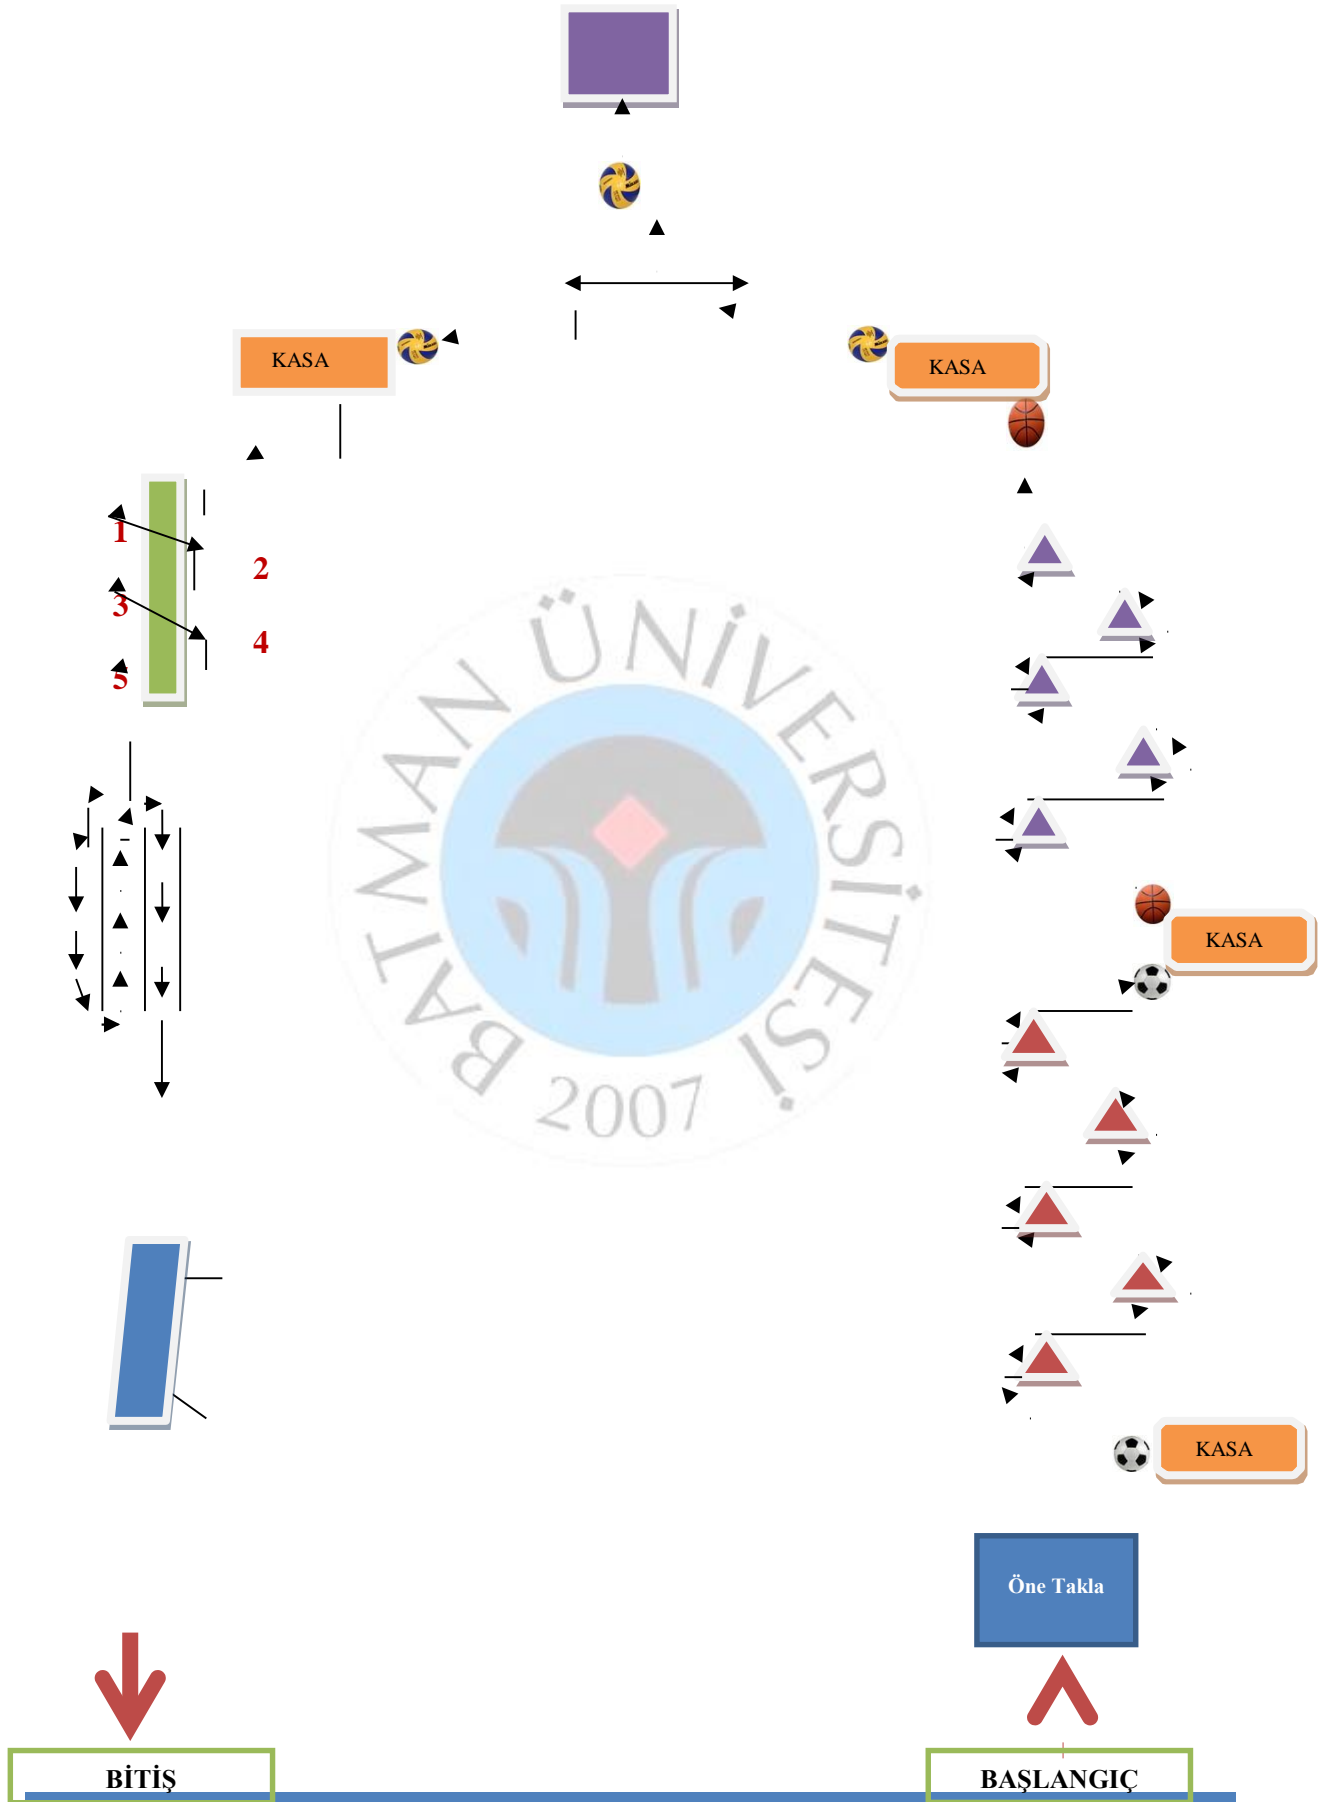 KASA
KASA
1
2
3
4
5
BATMAN ÜNİVERSİTESİ
2007
KASA
KASA
Öne Takla
BİTİŞ
BAŞLANGIÇ